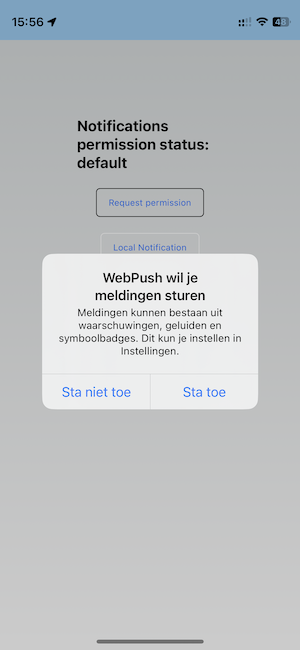 15:56
Notifications
permission status:
default
Request permission
Local Notification
WebPush wil je
meldingen sturen
Meldingen kunnen bestaan uit
waarschuwingen, geluiden en
symboolbadges. Dit kun je instellen in
Instellingen.
Sta niet toe
Sta toe